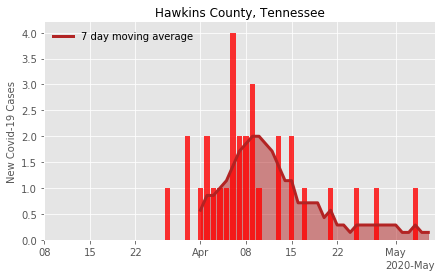 Hawkins County, Tennessee
7 day moving average
New Covid-19 Cases
4.0
3.5
3.0
2.5
2.0
1.5
1.0
0.5
0.0
08 15 22 Apr 08 15 22 May
2020-May